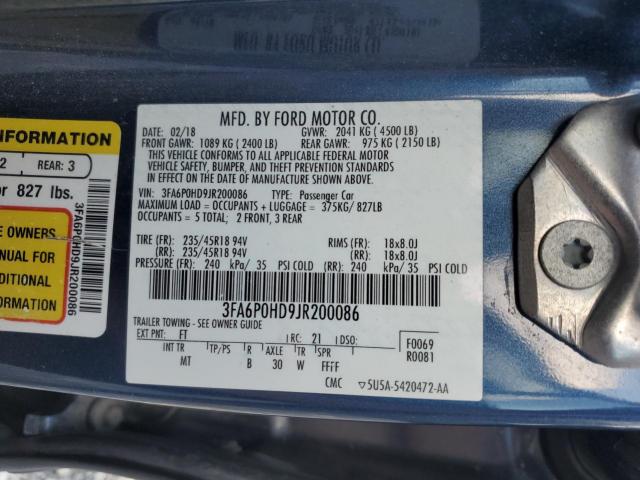 MFD. BY FORD MOTOR CO.
DATE: 02/18 GVWR: 2041 KG ( 4500 LB)
FRONT GAWR: 1089 KG ( 2400 LB) REAR GAWR: 975 KG ( 2150 LB)
THIS VEHICLE CONFORMS TO ALL APPLICABLE FEDERAL MOTOR
VEHICLE SAFETY, BUMPER, AND THEFT PREVENTION STANDARDS
IN EFFECT ON THE DATE OF MANUFACTURE SHOWN ABOVE.
VIN: 3FA6P0HD9JR200086 TYPE: Passenger Car
MAXIMUM LOAD = OCCUPANTS + LUGGAGE = 375KG/ 827LB
OCCUPANTS = 5 TOTAL; 2 FRONT, 3 REAR
TIRE (FR): 235/45R18 94V RIMS (FR): 18x8.0J
(RR): 235/45R18 94V (RR): 18x8.0J
PRESSURE (FR): 240 kPa/ 35 PSI COLD (RR): 240 kPa/ 35 PSI COLD
3FA6P0HD9JR200086
TRAILER TOWING - SEE OWNER GUIDE
EXT PNT: FT RC: 21 DSO: F0069
INT TR TP/PS R AXLE TR SPR R0081
MT B 30 W FFFF
CMC 5U5A-5420472-AA
INFORMATION
2 REAR: 3
or 827 lbs.
E OWNERS
ANUAL FOR
DDITIONAL
ORMATION
3FA6P0HD9JR200086